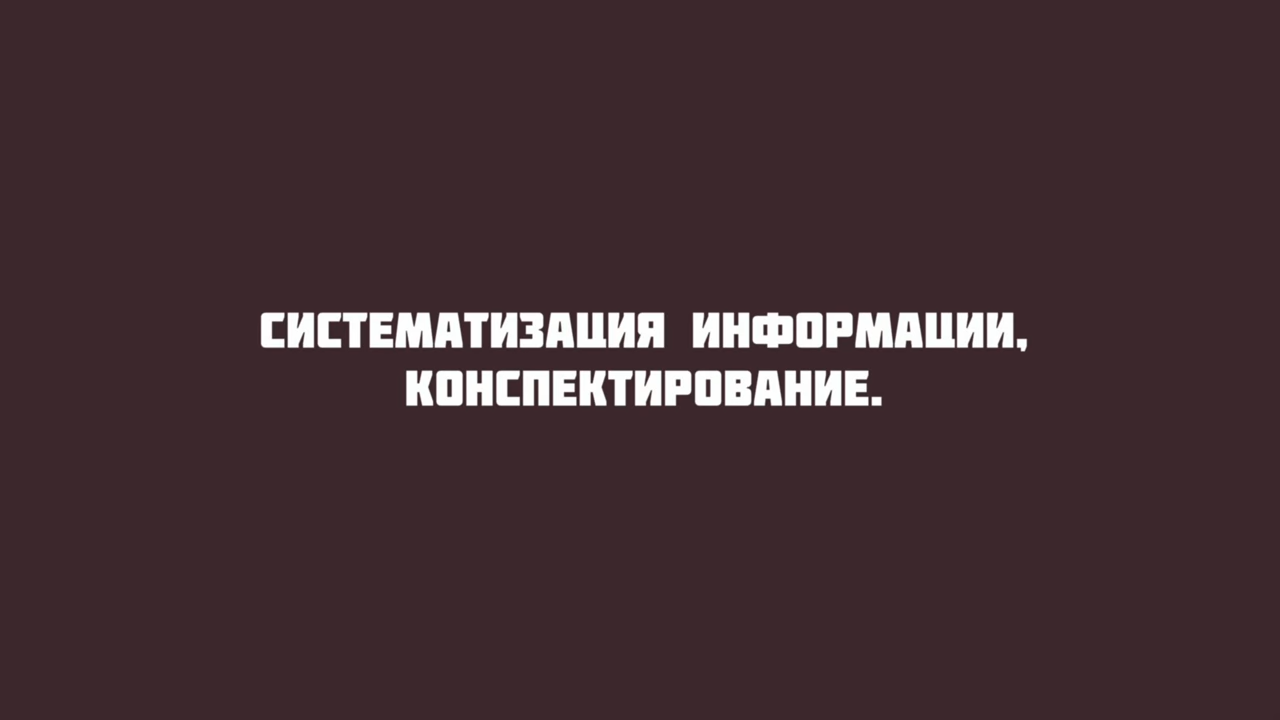 СИСТЕМАТИЗАЦИЯ ИНФОРМАЦИИ,
КОНСПЕКТИРОВАНИЕ.